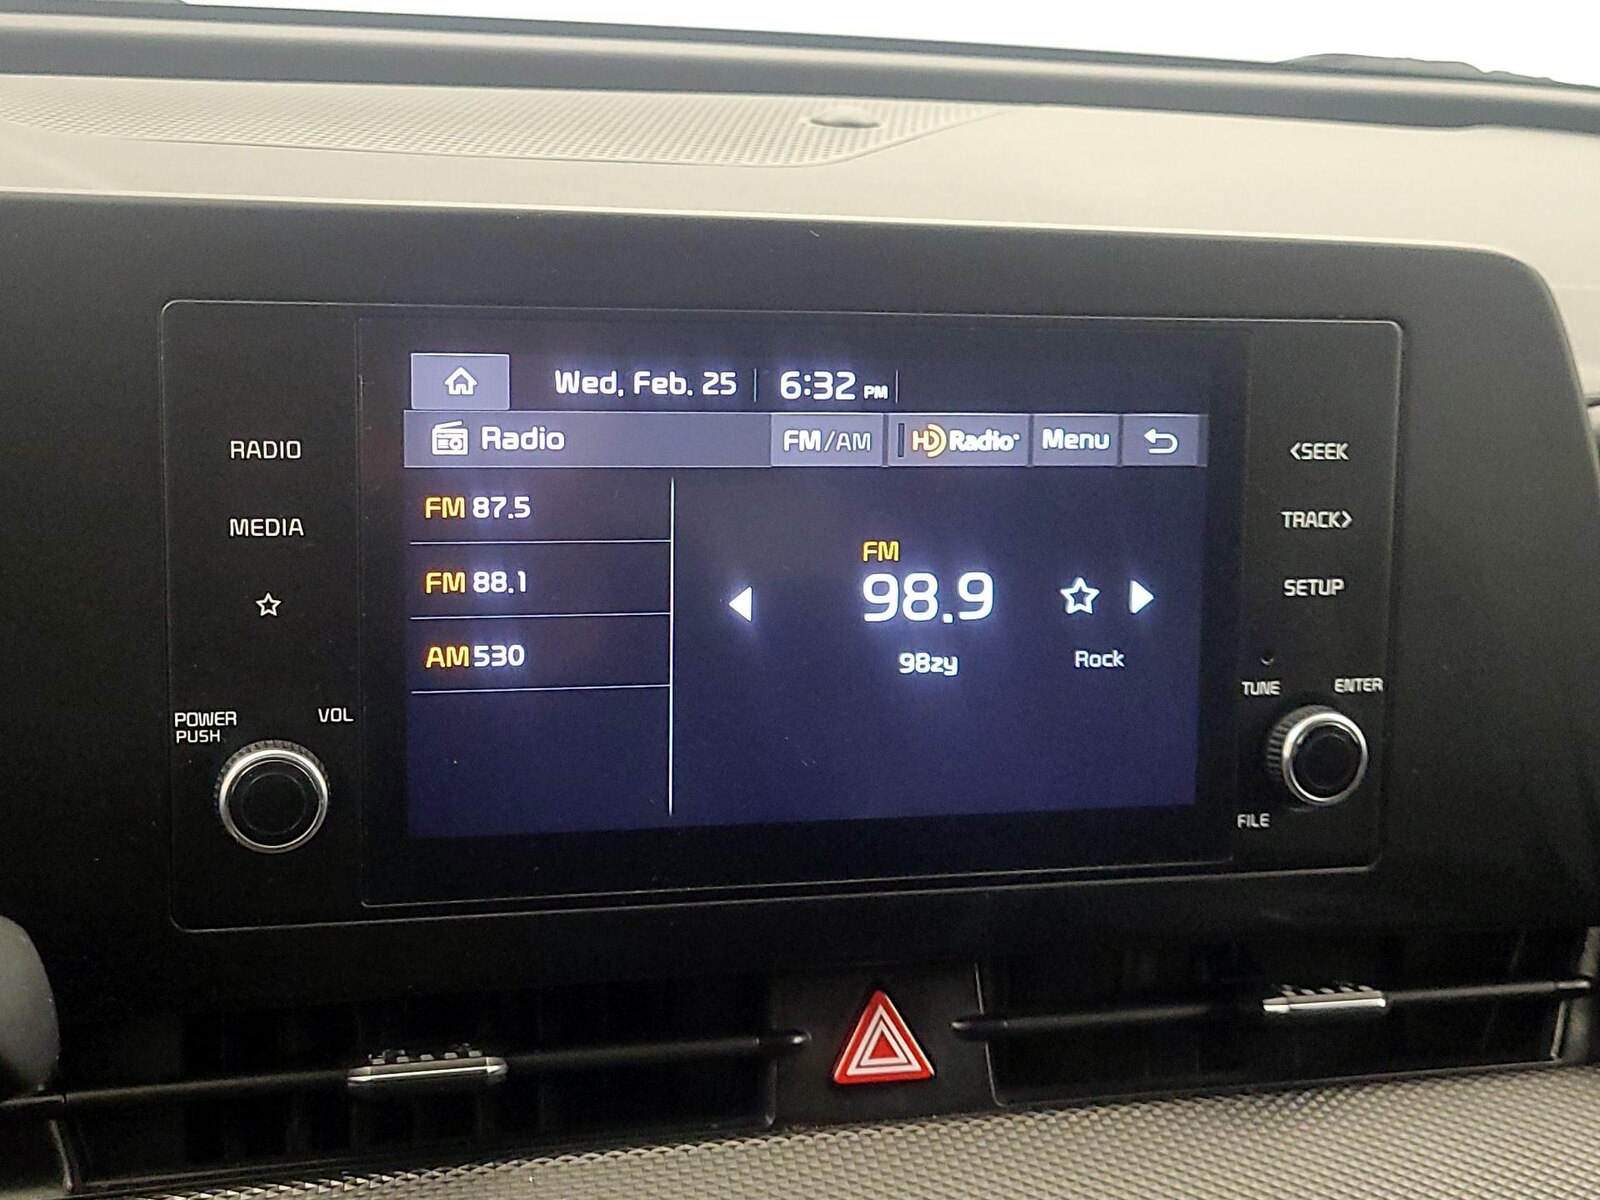 Wed, Feb. 25 6:32 PM
Radio FM/AM HD Radio Menu
RADIO
MEDIA
POWER
PUSH
VOL
FM 87.5
FM 88.1
AM 530
FM
98.9
98zy
Rock
<SEEK
TRACK>
SETUP
TUNE
ENTER
FILE